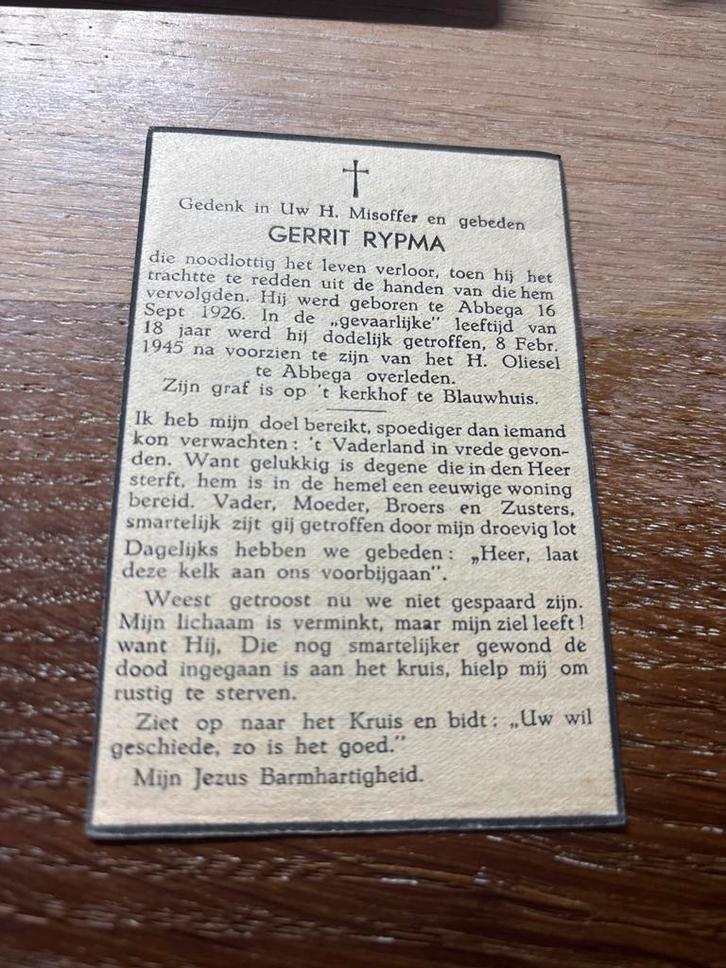 Gedenk in Uw H. Misoffer en gebeden
GERRIT RYPMA
die noodlottig het leven verloor, toen hij het
trachtte te redden uit de handen van die hem
vervolgden. Hij werd geboren te Abbega 16
Sept 1926. In de „gevaarlijke" leeftijd van
18 jaar werd hij dodelijk getroffen, 8 Febr.
1945 na voorzien te zijn van het H. Oliesel
te Abbega overleden.
Zijn graf is op 't kerkhof te Blauwhuis.
Ik heb mijn doel bereikt, spoediger dan iemand
kon verwachten: 't Vaderland in vrede gevon-
den. Want gelukkig is degene die in den Heer
sterft, hem is in de hemel een eeuwige woning
bereid. Vader, Moeder, Broers en Zusters,
smartelijk zijt gij getroffen door mijn droevig lot
Dagelijks hebben we gebeden: „Heer, laat
deze kelk aan ons voorbijgaan".
Weest getroost nu we niet gespaard zijn.
Mijn lichaam is verminkt, maar mijn ziel leeft!
want Hij, Die nog smartelijker gewond de
dood ingegaan is aan het kruis, hielp mij om
rustig te sterven.
Ziet op naar het Kruis en bidt: „Uw wil
geschiede, zo is het goed."
Mijn Jezus Barmhartigheid.